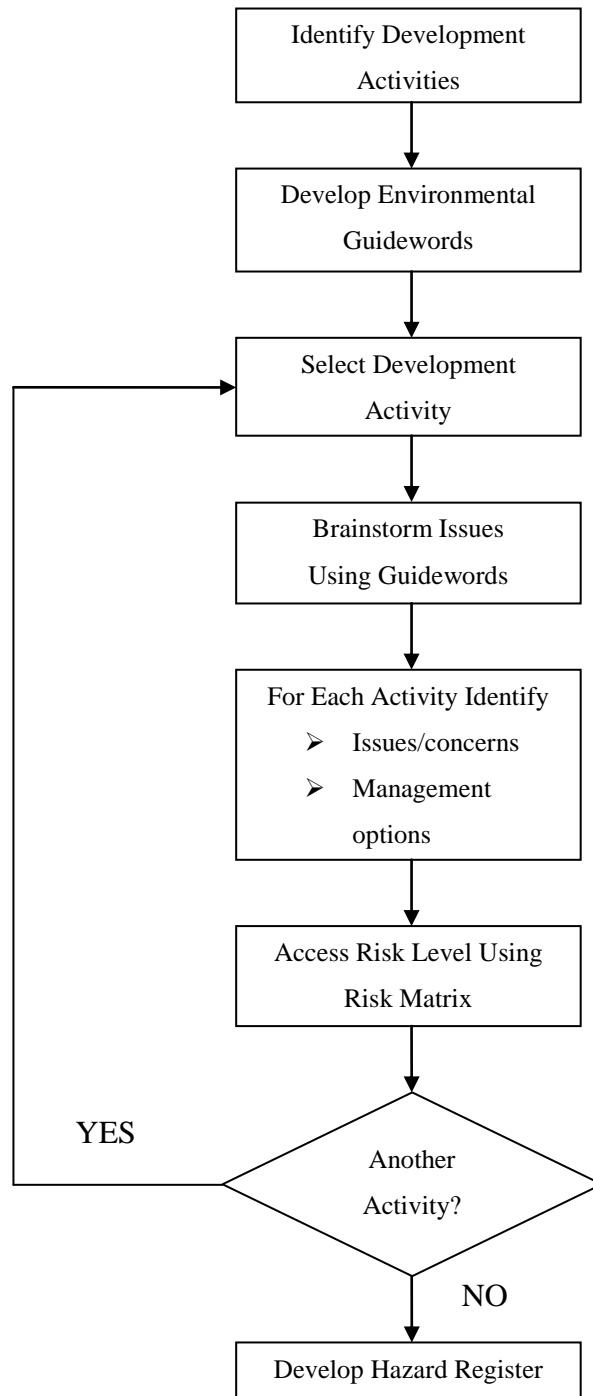 Identify Development
Activities
Develop Environmental
Guidewords
Select Development
Activity
Brainstorm Issues
Using Guidewords
For Each Activity Identify
➢ Issues/concerns
➢ Management
options
Access Risk Level Using
Risk Matrix
YES
Another
Activity?
NO
Develop Hazard Register